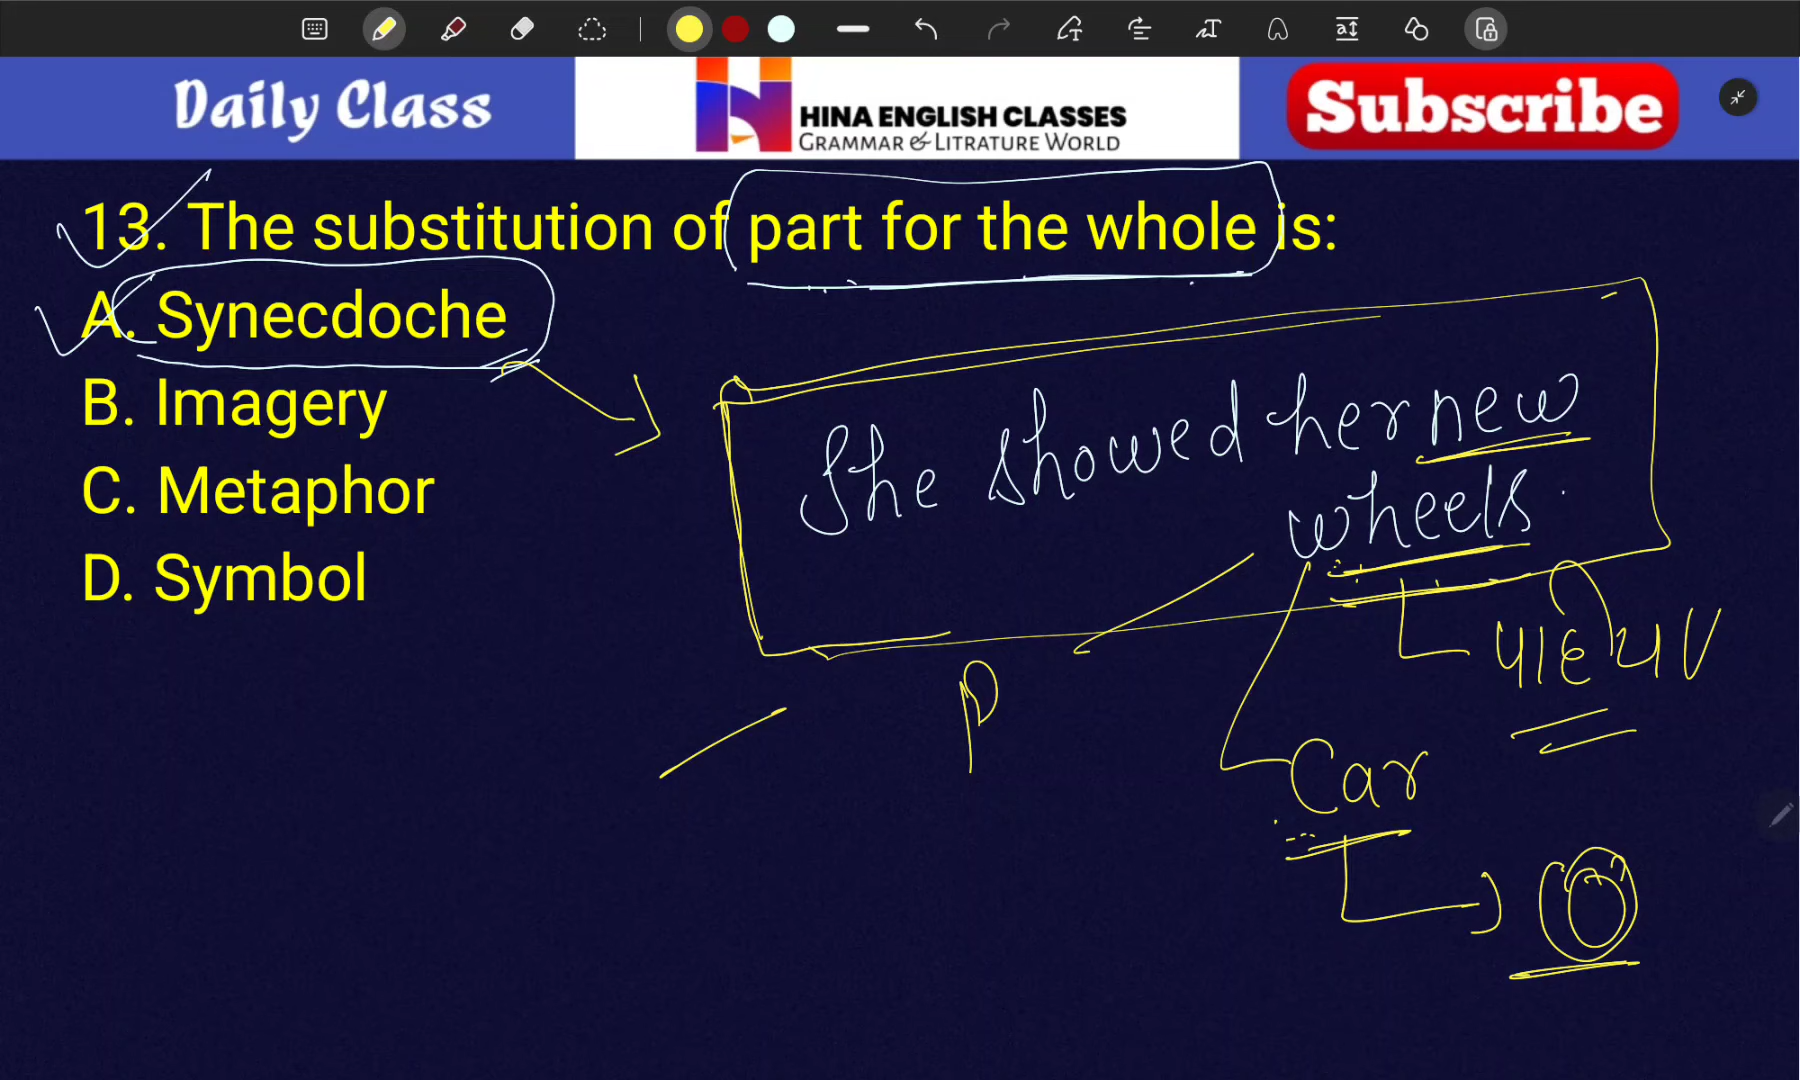 Daily Class
HINA ENGLISH CLASSES
GRAMMAR & LITRATURE WORLD
Subscribe
13. The substitution of part for the whole is:
A. Synecdoche
B. Imagery
C. Metaphor
D. Symbol
She showed her new
wheels.
P
Car